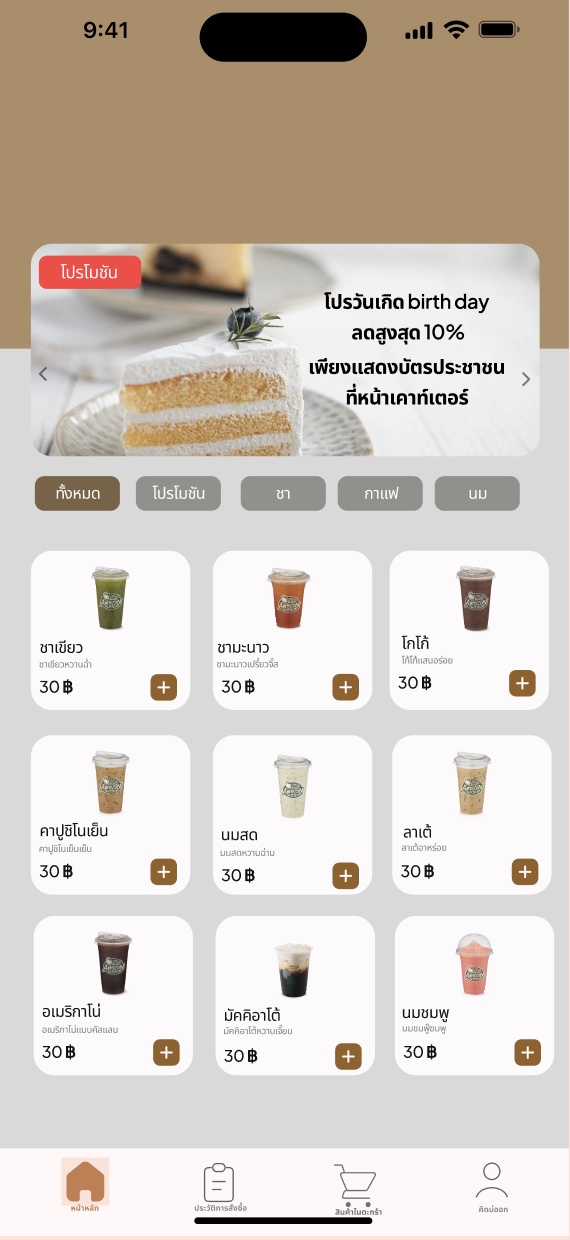 9:41
โปรโมชัน
โปรวันเกิด birth day
ลดสูงสุด 10%
เพียงแสดงบัตรประชาชน
ที่หน้าเคาท์เตอร์
ทั้งหมด
โปรโมชัน
ชา
กาแฟ
นม
ชาเขียว
ชาเขียวหวานฉ่ำ
30 ฿
ชามะนาว
ชามะนาวเปรี้ยวจี๊ส
30 ฿
โกโก้
โก้โก้แสนอร่อย
30 ฿
คาปูชิโนเย็น
คาปูชิโนเย็นเย็น
30 ฿
นมสด
นมสดหวานฉ่าบ
30 ฿
ลาเต้
ลาเต้อาหร่อย
30 ฿
อเมริกาโน่
อเมริกาโน่แบบคัลแลน
30 ฿
มัคคิอาโต้
มัคคิอาโต้หวานเจี๊ยบ
30 ฿
นมชมพู
นมชมพู๊ชมพู
30 ฿
หน้าหลัก
ประวัติการสั่งซื้อ
สินค้าในตะกร้า
คิดบ่ออก